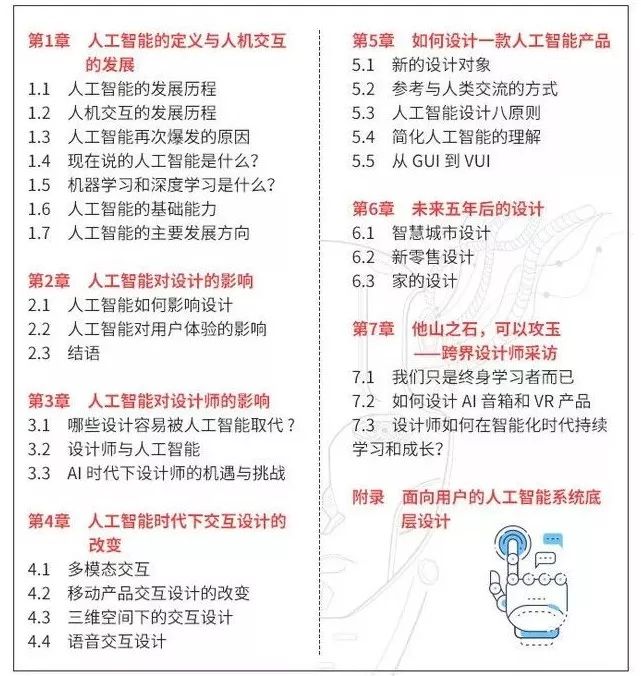 第1章 人工智能的定义与人机交互
的发展
1.1 人工智能的发展历程
1.2 人机交互的发展历程
1.3 人工智能再次爆发的原因
1.4 现在说的人工智能是什么？
1.5 机器学习和深度学习是什么？
1.6 人工智能的基础能力
1.7 人工智能的主要发展方向
第2章 人工智能对设计的影响
2.1 人工智能如何影响设计
2.2 人工智能对用户体验的影响
2.3 结语
第3章 人工智能对设计师的影响
3.1 哪些设计容易被人工智能取代？
3.2 设计师与人工智能
3.3 AI 时代下设计师的机遇与挑战
第4章 人工智能时代下交互设计的
改变
4.1 多模态交互
4.2 移动产品交互设计的改变
4.3 三维空间下的交互设计
4.4 语音交互设计
第5章 如何设计一款人工智能产品
5.1 新的设计对象
5.2 参考与人类交流的方式
5.3 人工智能设计八原则
5.4 简化人工智能的理解
5.5 从 GUI 到 VUI
第6章 未来五年后的设计
6.1 智慧城市设计
6.2 新零售设计
6.3 家的设计
第7章 他山之石，可以攻玉
——跨界设计师采访
7.1 我们只是终身学习者而已
7.2 如何设计 AI 音箱和 VR 产品
7.3 设计师如何在智能化时代持续
学习和成长？
附录 面向用户的人工智能系统底
层设计